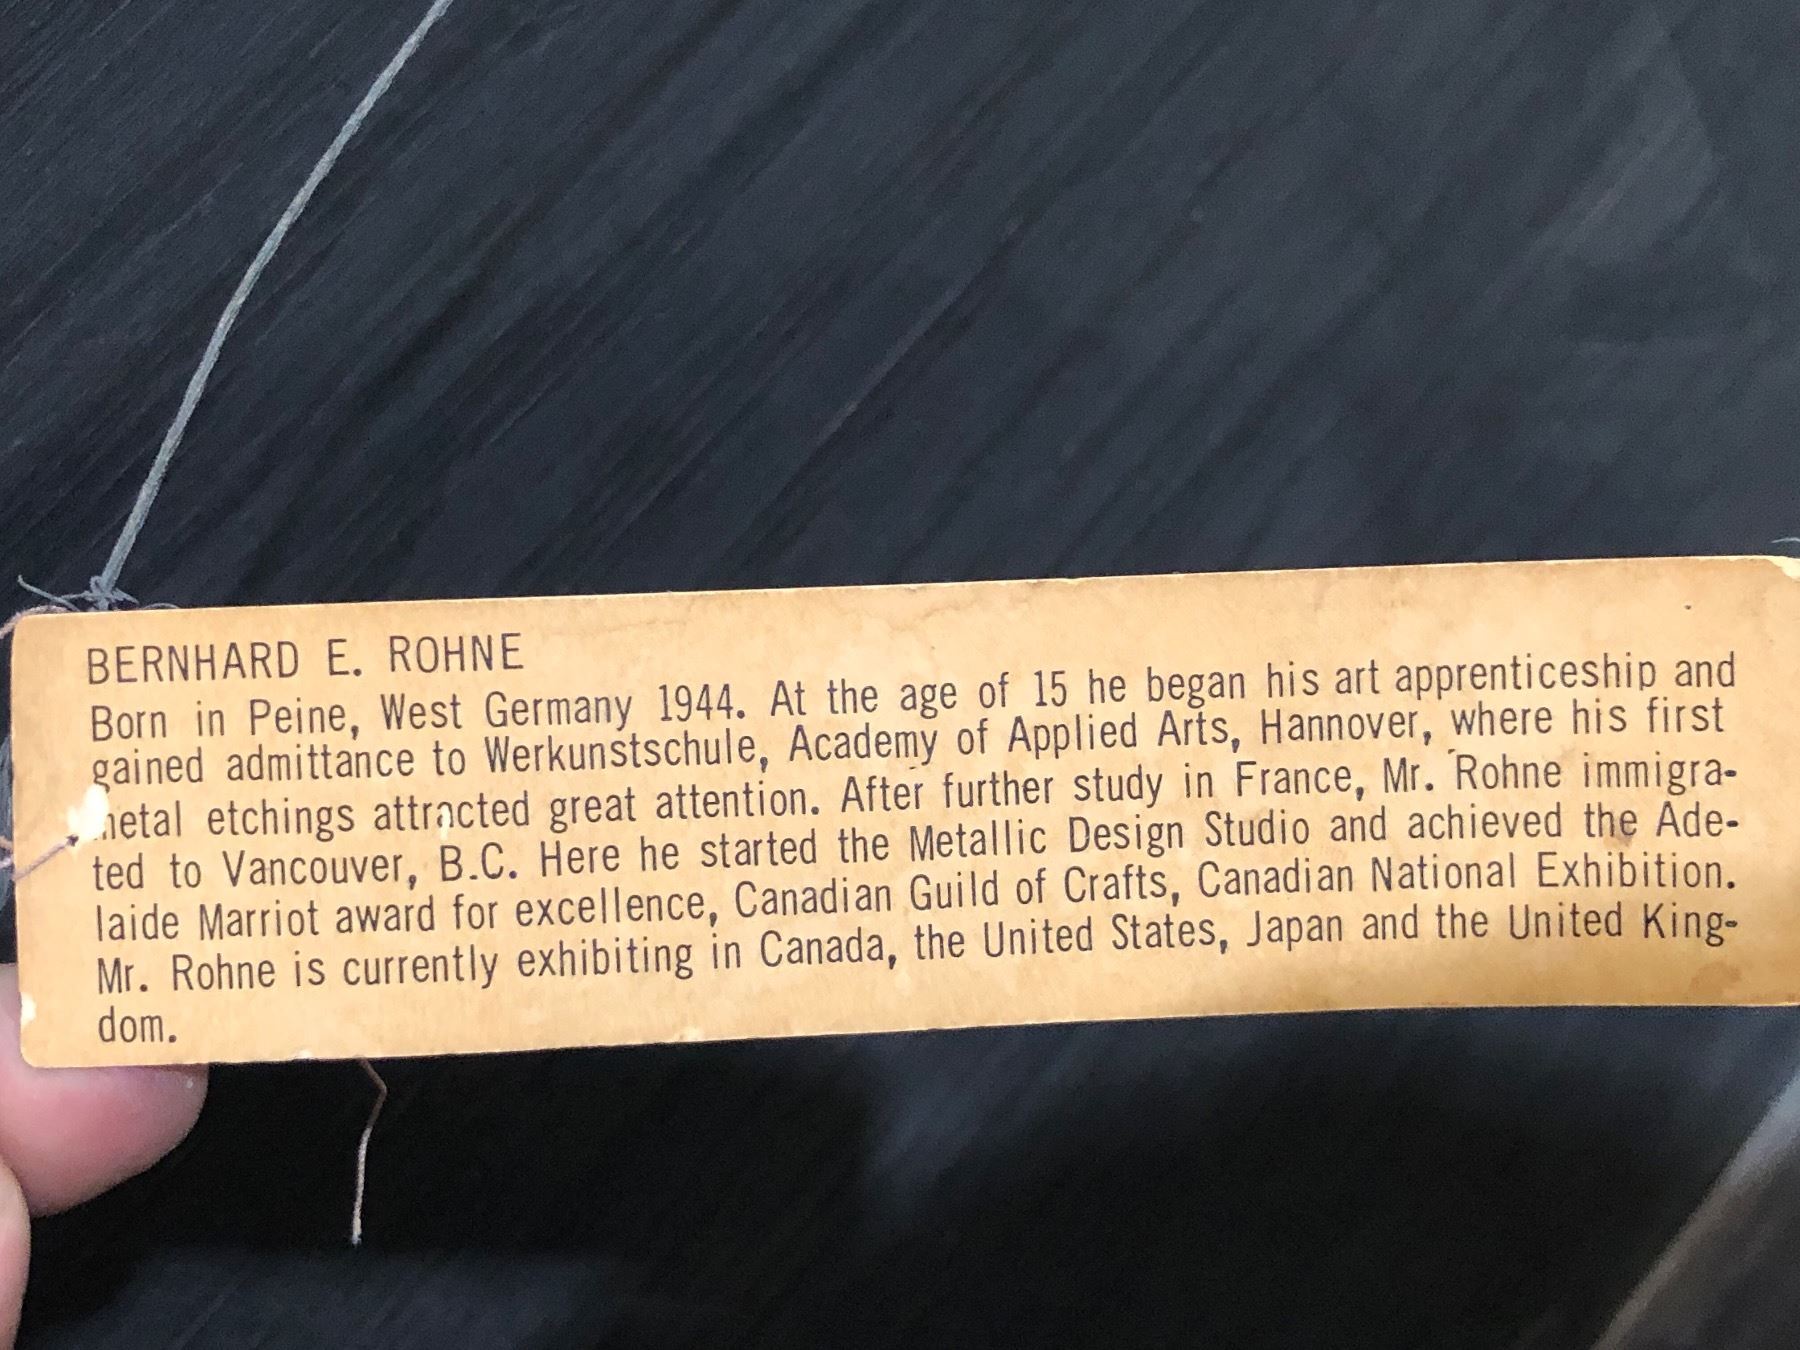 BERNHARD E. ROHNE
Born in Peine, West Germany 1944. At the age of 15 he began his art apprenticeship and
gained admittance to Werkunstschule, Academy of Applied Arts, Hannover, where his first
metal etchings attracted great attention. After further study in France, Mr. Rohne immigra-
ted to Vancouver, B.C. Here he started the Metallic Design Studio and achieved the Ade-
laide Marriot award for excellence, Canadian Guild of Crafts, Canadian National Exhibition.
Mr. Rohne is currently exhibiting in Canada, the United States, Japan and the United King-
dom.